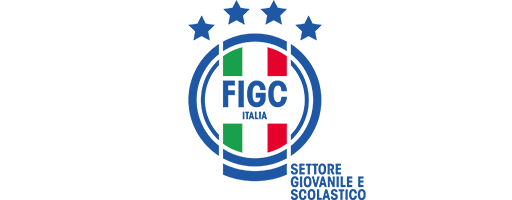 FIGC
ITALIA
SETTORE
GIOVANILE E
SCOLASTICO